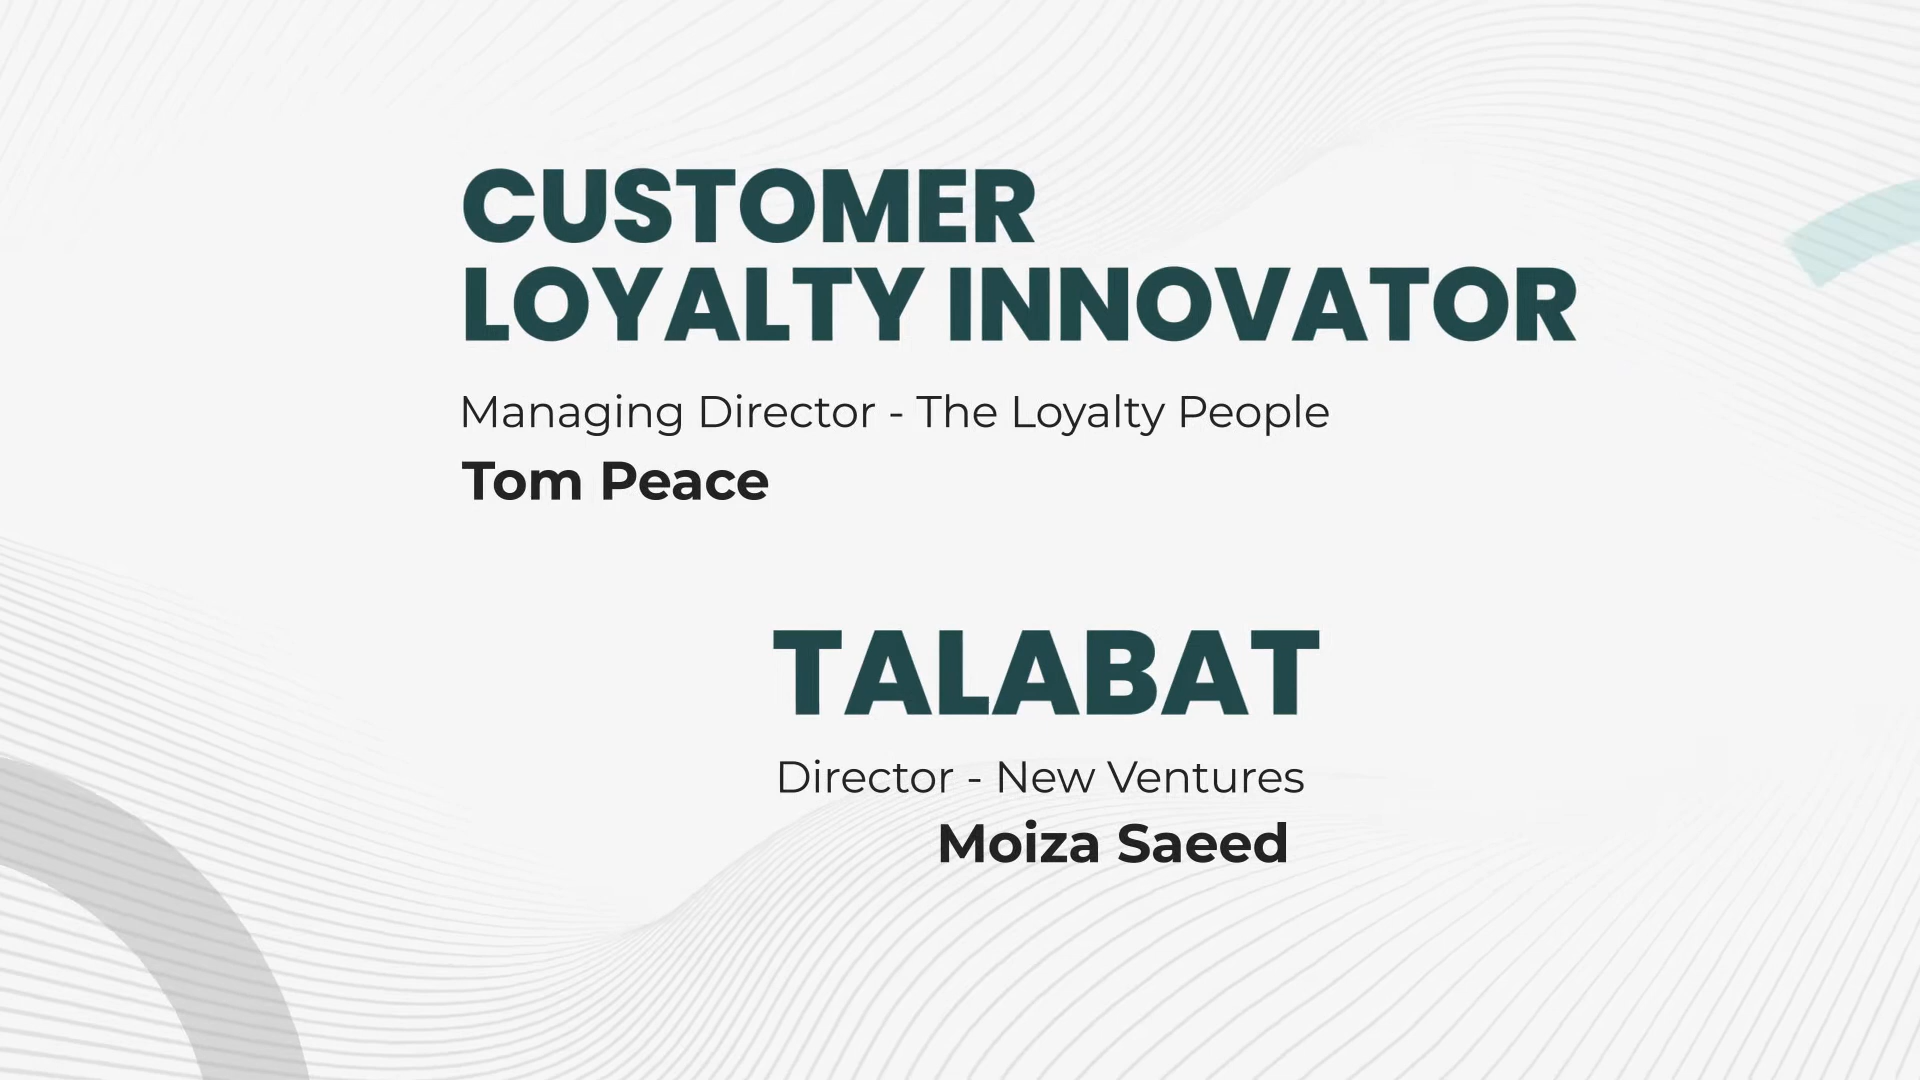 CUSTOMER
LOYALTY INNOVATOR
Managing Director - The Loyalty People
Tom Peace
TALABAT
Director - New Ventures
Moiza Saeed